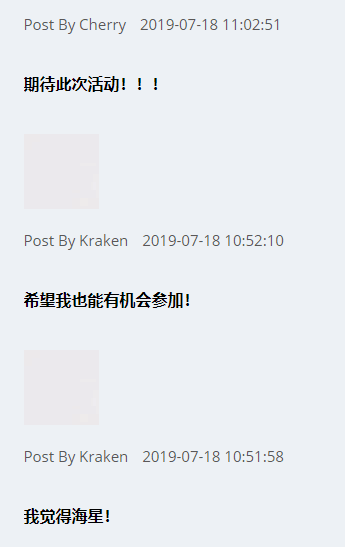 Post By Cherry 2019-07-18 11:02:51
期待此次活动！！！
Post By Kraken 2019-07-18 10:52:10
希望我也能有机会参加！
Post By Kraken 2019-07-18 10:51:58
我觉得海星！